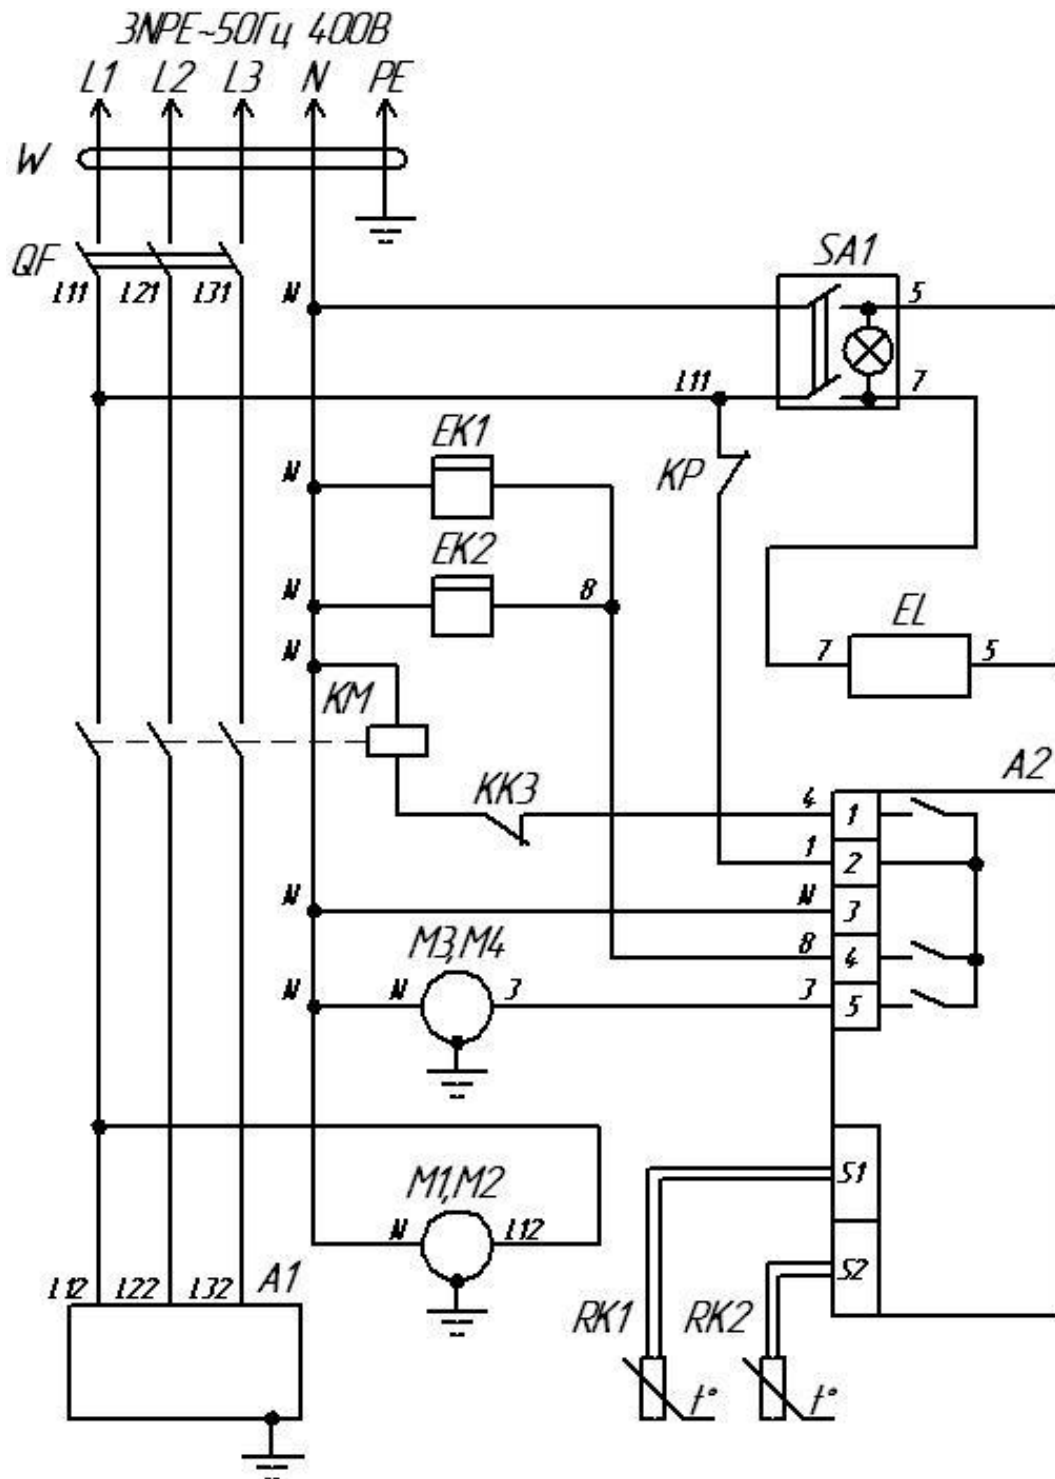 3NPE~50Гц 400В
L1 L2 L3 N PE
W
QF
L11 L21 L31
N
SA1
5
L11
7
EK1
N
KP
EK2
N
8
EL
N
7
5
KM
A2
KK3
4
1
1
2
N
N
3
M3,M4
8
4
N
N
3
3
5
M1,M2
S1
N
L12
S2
L12 L22 L32
A1
RK1
RK2
t°
t°